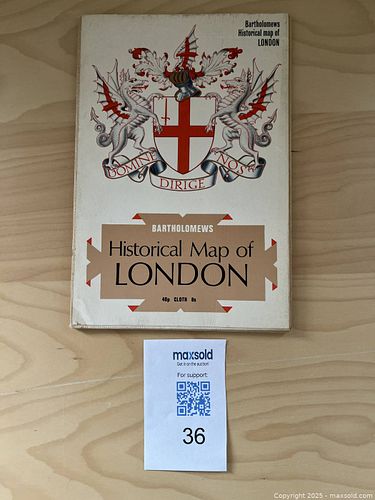 Bartholomews
Historical map of
LONDON
DOMINE
DIRIGE
NOS
BARTHOLOMEWS
Historical Map of
LONDON
40p CLOTH 8s
maxsold
Get in on the auction!
For support:
36
Copyright 2025 - maxsold.com